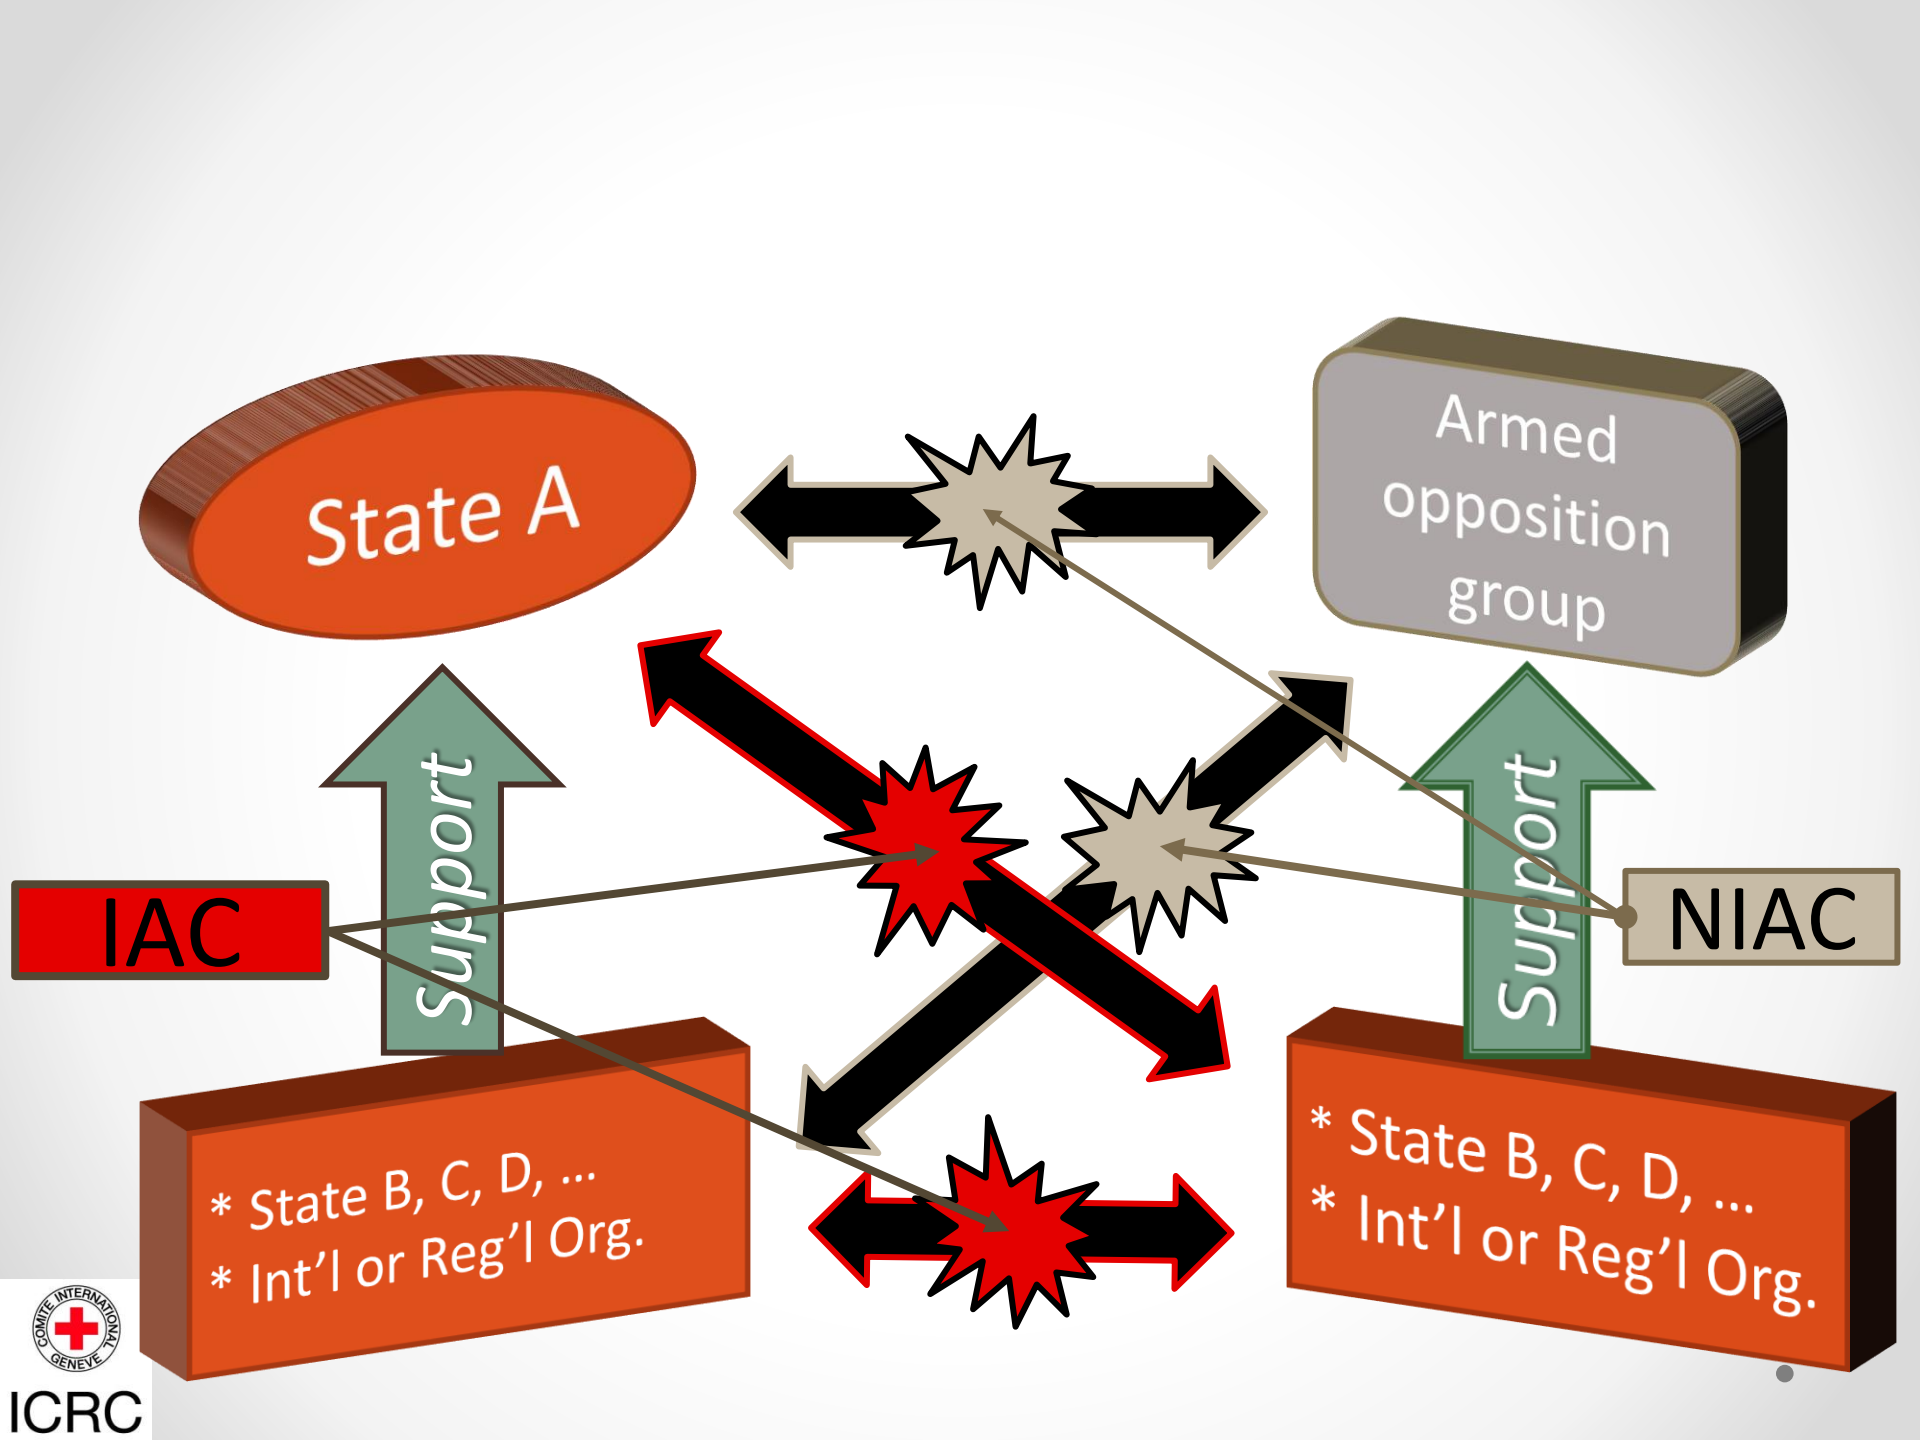 State A
Armed
opposition
group
Support
Support
IAC
NIAC
* State B, C, D, ...
* Int’l or Reg’l Org.
* State B, C, D, ...
* Int’l or Reg’l Org.
COMITE INTERNATIONAL
GENEVE
ICRC